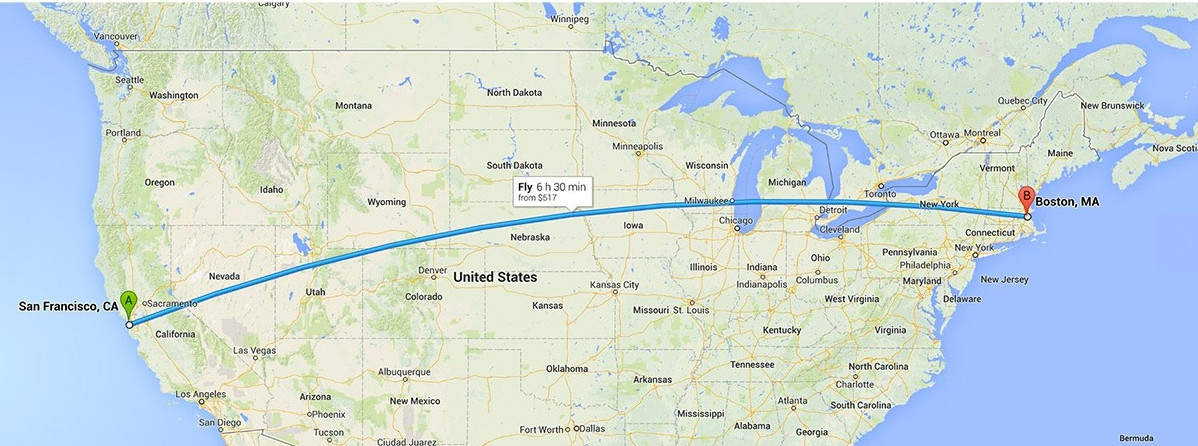 Calgary
Winnipeg
Vancouver
Seattle
Washington
Montana
North Dakota
Minnesota
Quebec City
New Brunswick
Portland
Ottawa
Montreal
Minneapolis
Maine
Nova Scoti
Oregon
Idaho
South Dakota
Wisconsin
Michigan
Vermont
Toronto
Wyoming
Fly 6 h 30 min
from $517
Milwaukee
New York
B
Boston, MA
Detroit
Chicago
Iowa
Nebraska
Cleveland
Connecticut
New York
Nevada
Denver
United States
Illinois
Indiana
Ohio
Pennsylvania
Philadelphia
New Jersey
Utah
Colorado
Kansas City
Indianapolis
Columbus
Maryland
Delaware
San Francisco, CA
A
Sacramento
Kansas
Missouri
St. Louis
West Virginia
California
Kentucky
Virginia
Las Vegas
Tennessee
North Carolina
Albuquerque
Oklahoma
Arkansas
Charlotte
Los Angeles
Arizona
New Mexico
Atlanta
South Carolina
Phoenix
Mississippi
San Diego
Tucson
Fort Worth
Dallas
Alabama
Georgia
Ciudad Juarez
Bermuda